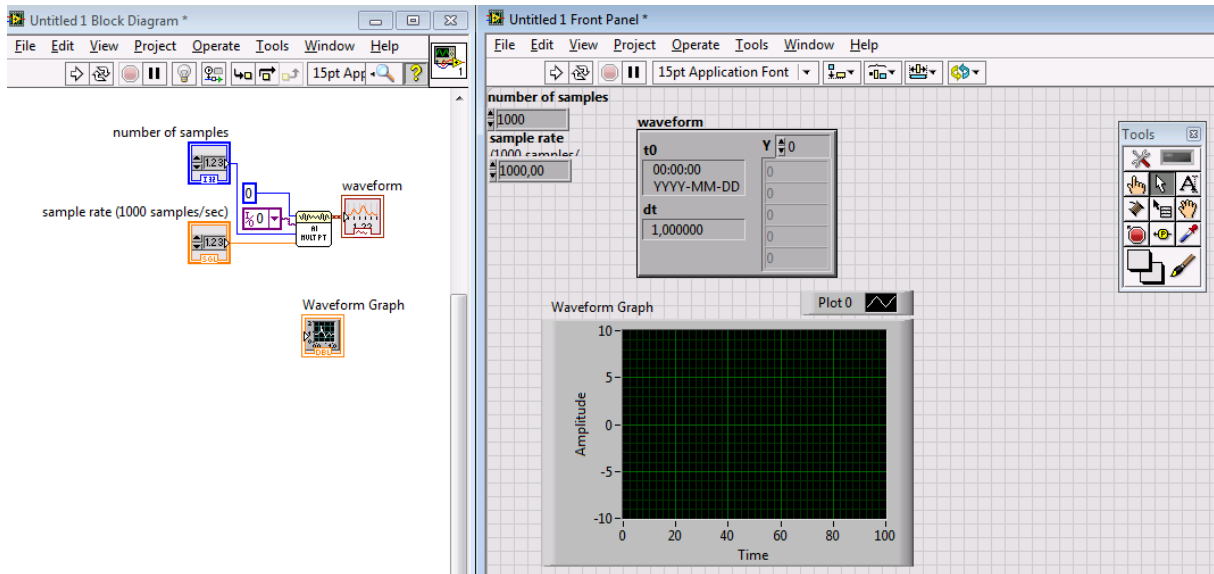 Untitled 1 Block Diagram *
File Edit View Project Operate Tools Window Help
15pt App
1
number of samples
1.23
I32
0
waveform
sample rate (1000 samples/sec)
I/O 0
AI
MULT PT
1.23
1.23
SGL
Waveform Graph
DBL
Untitled 1 Front Panel *
File Edit View Project Operate Tools Window Help
15pt Application Font
number of samples
1000
sample rate
(1000 samples/
1000,00
waveform
t0
00:00:00
YYYY-MM-DD
dt
1,000000
Y 0
0
0
0
0
0
Tools
A
P
Waveform Graph
Plot 0
Amplitude
10
5
0
-5
-10
0 20 40 60 80 100
Time